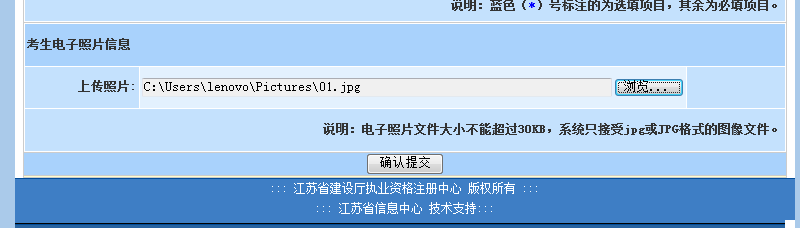 说明：蓝色（*）号标注的为选填项目，其余为必填项目。
考生电子照片信息
上传照片: C:\Users\lenovo\Pictures\01.jpg 浏览...
说明：电子照片文件大小不能超过30KB，系统只接受jpg或JPG格式的图像文件。
确认提交
::: 江苏省建设厅执业资格注册中心 版权所有 :::
::: 江苏省信息中心 技术支持:::